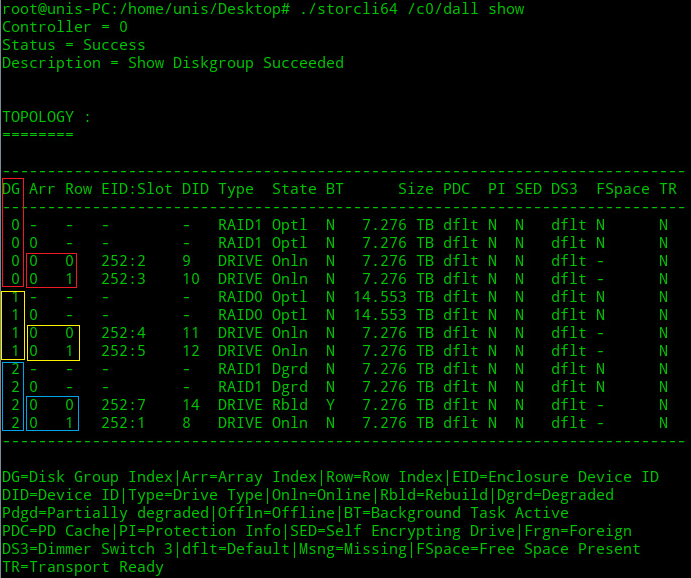 root@unis-PC:/home/unis/Desktop# ./storcli64 /c0/dall show
Controller = 0
Status = Success
Description = Show Diskgroup Succeeded
TOPOLOGY :
========
-----------------------------------------------------------------------------
DG Arr Row EID:Slot DID Type  State BT      Size PDC  PI SED DS3  FSpace TR
-----------------------------------------------------------------------------
 0 -   -   -        -   RAID1 Optl  N   7.276 TB dflt N  N   dflt N      N
 0 0   -   -        -   RAID1 Optl  N   7.276 TB dflt N  N   dflt N      N
 0 0   0   252:2    9   DRIVE Onln  N   7.276 TB dflt N  N   dflt -      N
 0 0   1   252:3    10  DRIVE Onln  N   7.276 TB dflt N  N   dflt -      N
 1 -   -   -        -   RAID0 Optl  N  14.553 TB dflt N  N   dflt N      N
 1 0   -   -        -   RAID0 Optl  N  14.553 TB dflt N  N   dflt N      N
 1 0   0   252:4    11  DRIVE Onln  N   7.276 TB dflt N  N   dflt -      N
 1 0   1   252:5    12  DRIVE Onln  N   7.276 TB dflt N  N   dflt -      N
 2 -   -   -        -   RAID1 Dgrd  N   7.276 TB dflt N  N   dflt N      N
 2 0   -   -        -   RAID1 Dgrd  N   7.276 TB dflt N  N   dflt N      N
 2 0   0   252:7    14  DRIVE Rbld  Y   7.276 TB dflt N  N   dflt -      N
 2 0   1   252:1    8   DRIVE Onln  N   7.276 TB dflt N  N   dflt -      N
-----------------------------------------------------------------------------
DG=Disk Group Index|Arr=Array Index|Row=Row Index|EID=Enclosure Device ID
DID=Device ID|Type=Drive Type|Onln=Online|Rbld=Rebuild|Dgrd=Degraded
Pdgd=Partially degraded|Offln=Offline|BT=Background Task Active
PDC=PD Cache|PI=Protection Info|SED=Self Encrypting Drive|Frgn=Foreign
DS3=Dimmer Switch 3|dflt=Default|Msng=Missing|FSpace=Free Space Present
TR=Transport Ready